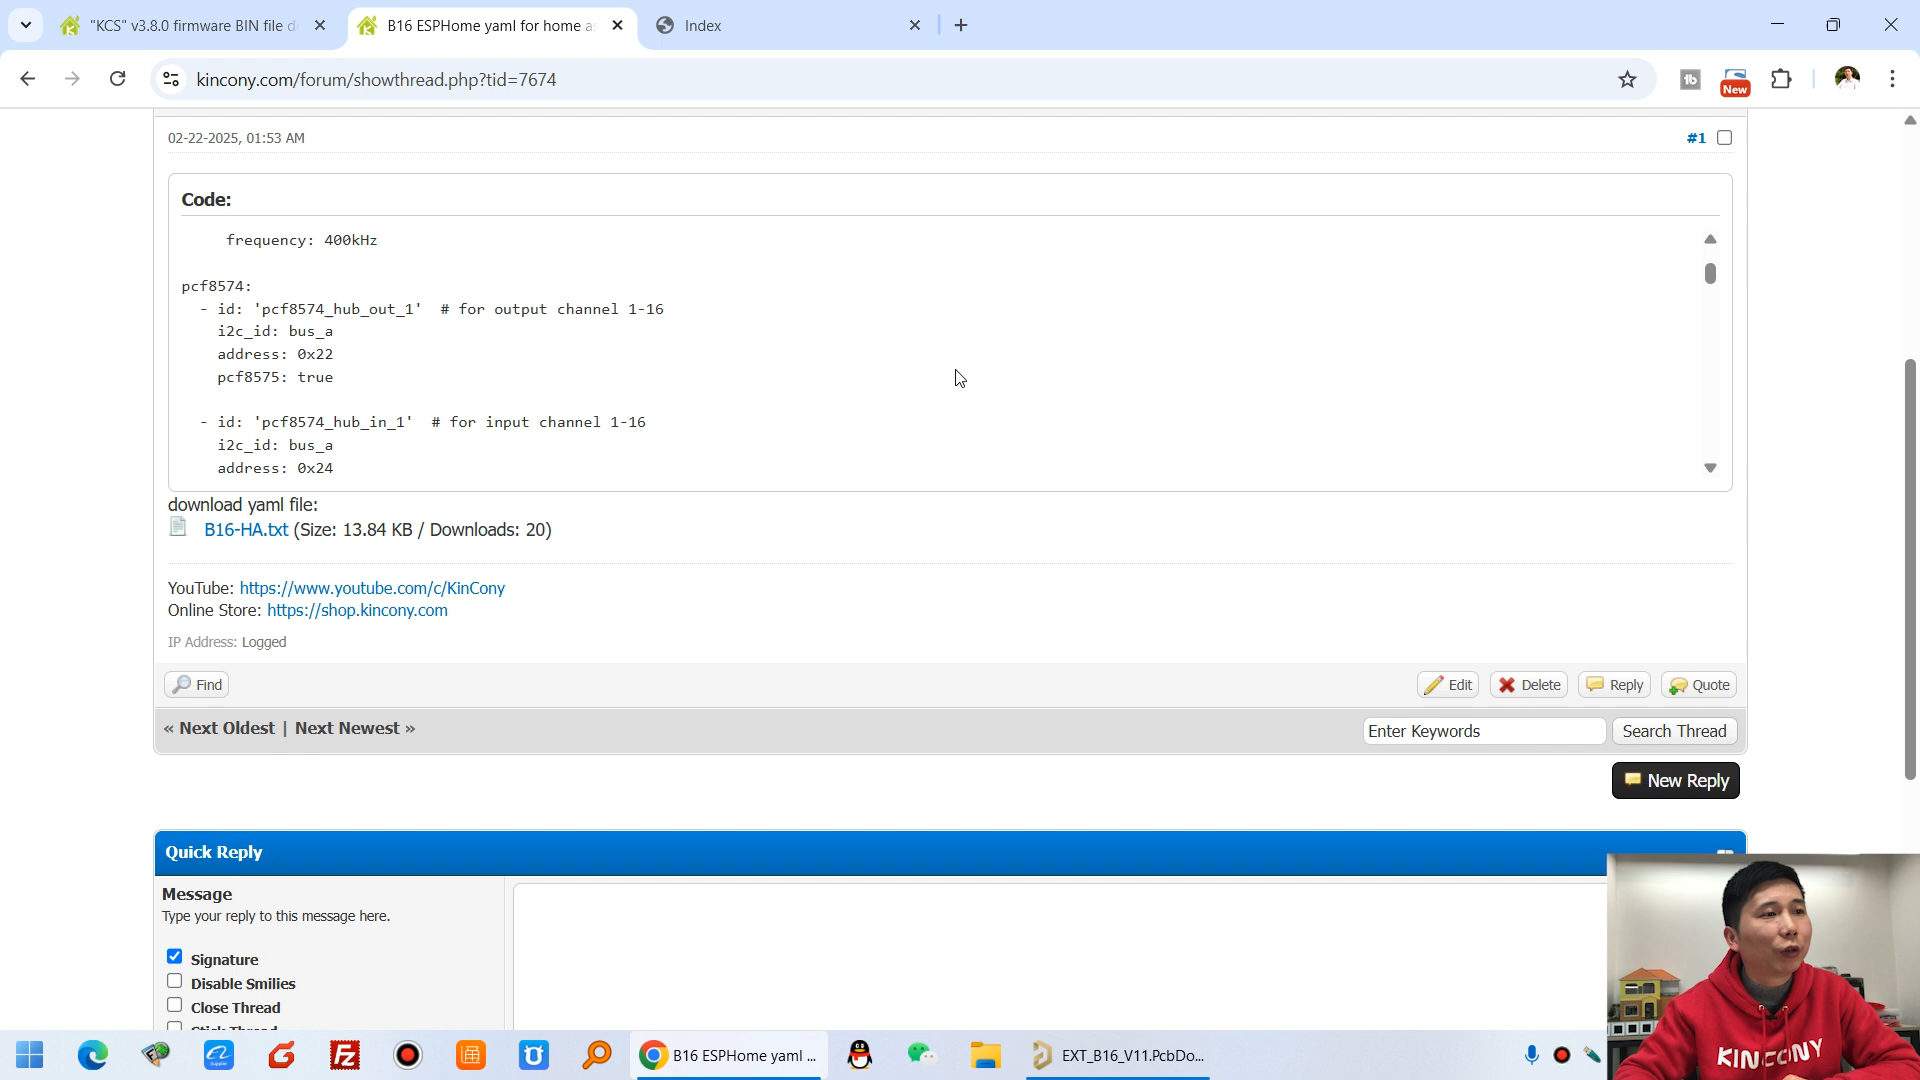 "KCS" v3.8.0 firmware BIN file d
B16 ESPHome yaml for home as
Index
kincony.com/forum/showthread.php?tid=7674
New
02-22-2025, 01:53 AM
#1
Code:
frequency: 400kHz
pcf8574:
- id: 'pcf8574_hub_out_1'  # for output channel 1-16
i2c_id: bus_a
address: 0x22
pcf8575: true
- id: 'pcf8574_hub_in_1'  # for input channel 1-16
i2c_id: bus_a
address: 0x24
download yaml file:
B16-HA.txt (Size: 13.84 KB / Downloads: 20)
YouTube: https://www.youtube.com/c/KinCony
Online Store: https://shop.kincony.com
IP Address: Logged
Find
Edit
Delete
Reply
Quote
« Next Oldest | Next Newest »
Enter Keywords
Search Thread
New Reply
Quick Reply
Message
Type your reply to this message here.
Signature
Disable Smilies
Close Thread
B16 ESPHome yaml ...
EXT_B16_V11.PcbDo...
KINCONY